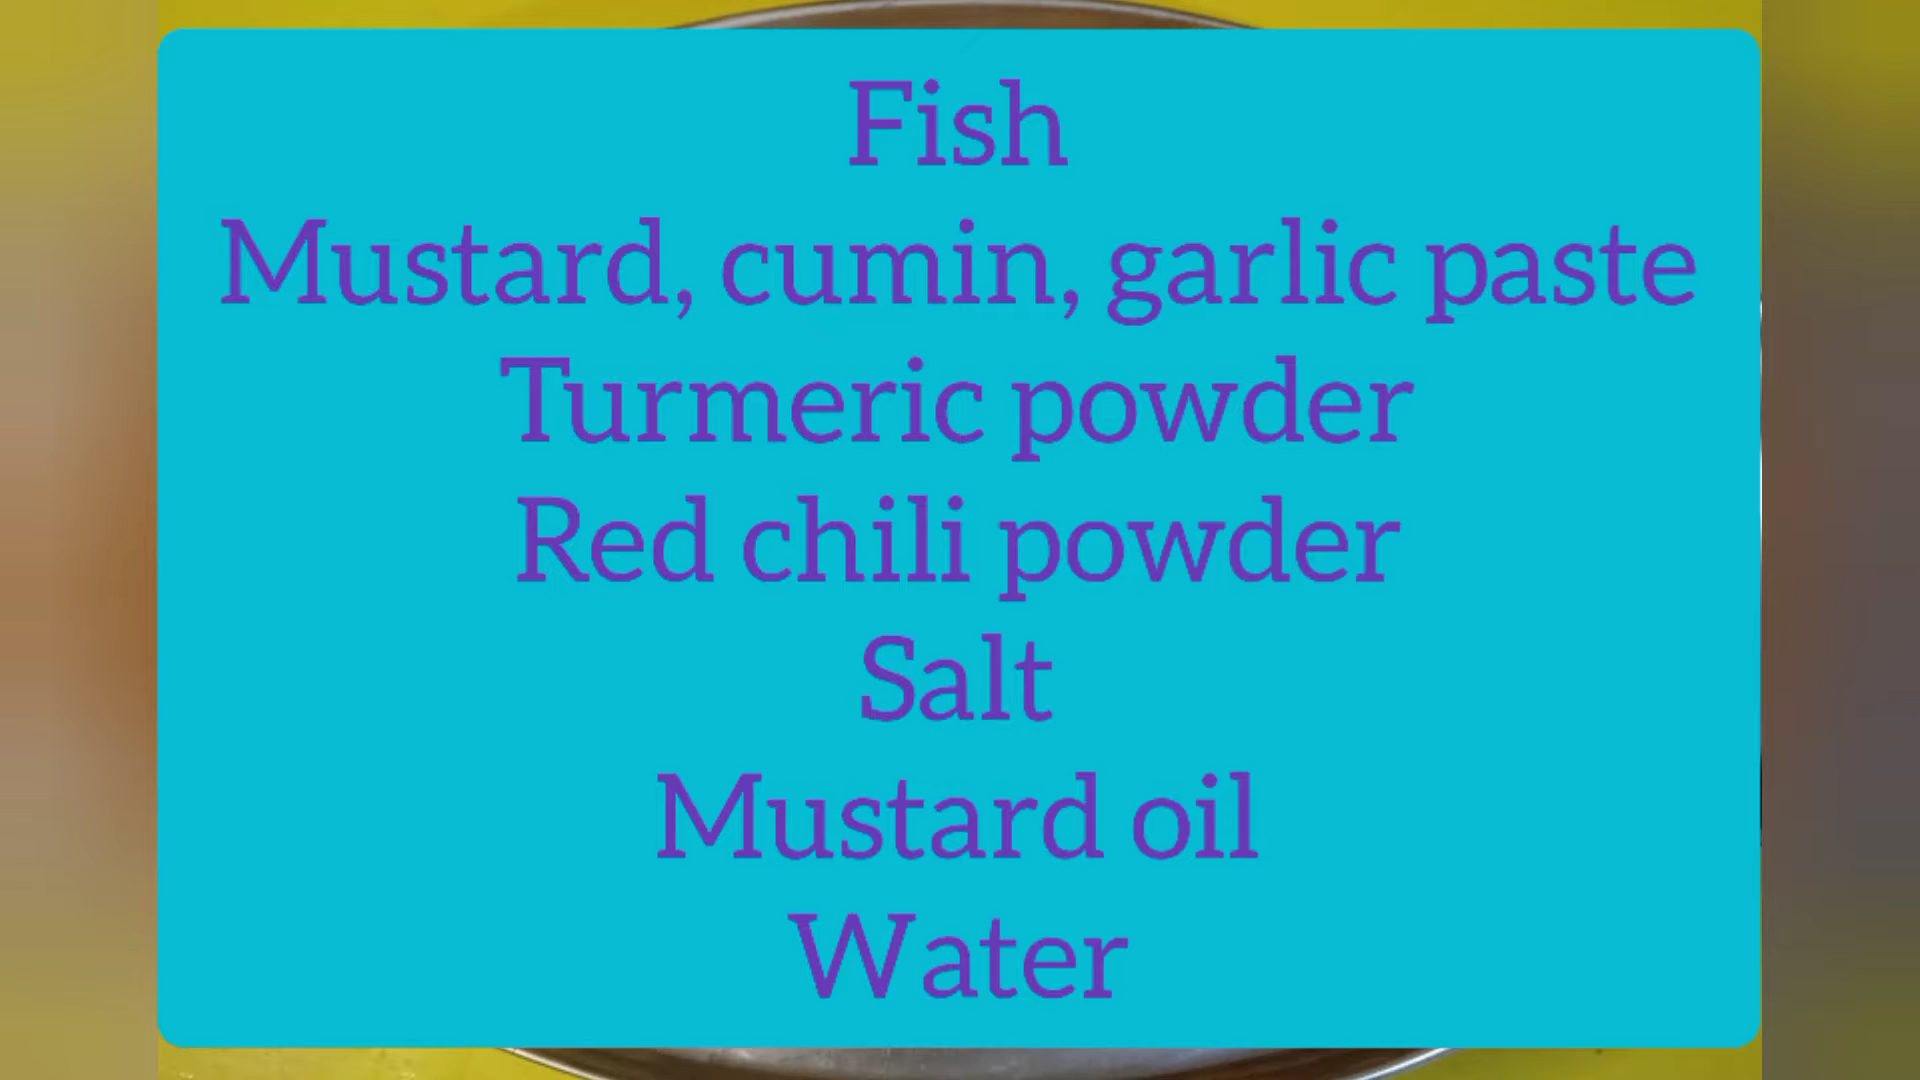 Fish
Mustard, cumin, garlic paste
Turmeric powder
Red chili powder
Salt
Mustard oil
Water